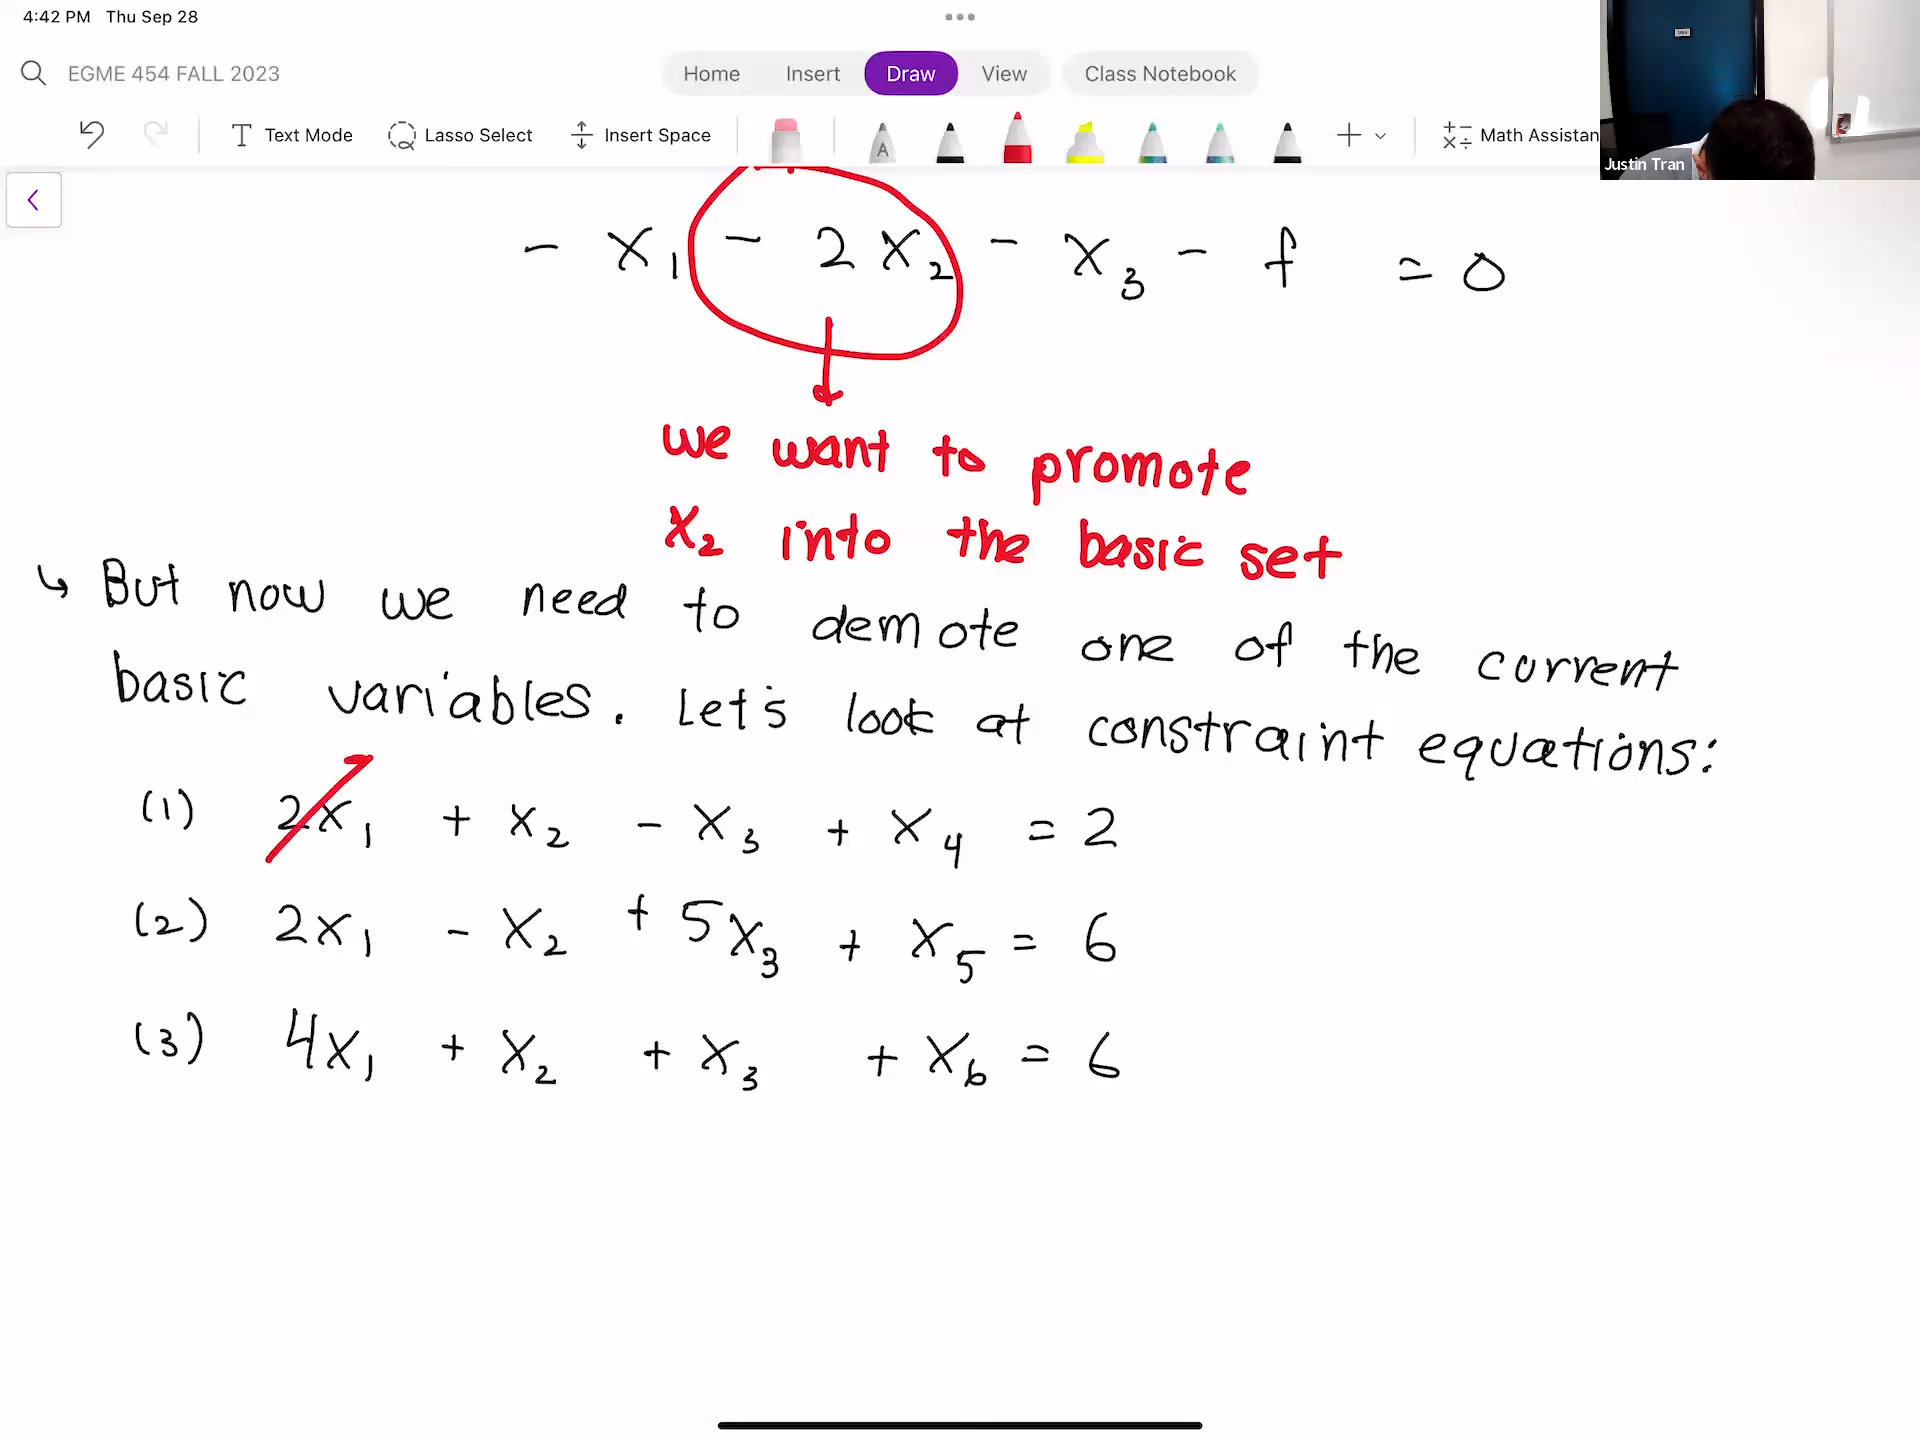 4:42 PM Thu Sep 28
EGME 454 FALL 2023
Home Insert Draw View Class Notebook
Text Mode Lasso Select Insert Space A Math Assistan
Justin Tran
- x₁ - 2x₂ - x₃ - f = 0
we want to promote
x₂ into the basic set
↳ But now we need to demote one of the current
basic variables. Let's look at constraint equations:
(1) 2x₁ + x₂ - x₃ + x₄ = 2
(2) 2x₁ - x₂ + 5x₃ + x₅ = 6
(3) 4x₁ + x₂ + x₃ + x₆ = 6